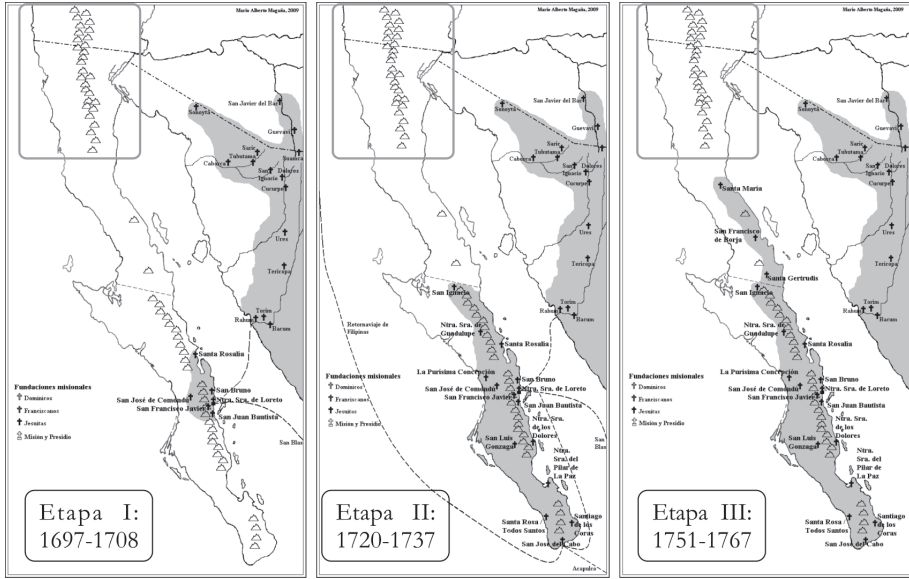 Mario Alberto Magaña, 2009
San Javier del Bac
Sonoyta
Guevavi
Saric
Tubutama
Suamca
Caborca
San
Ignacio
Dolores
Cucurpe
Ures
Tericapa
Torim
Rahum
Harum
Santa Rosalia
Fundaciones misionales
Dominicos
Franciscanos
Jesuitas
Misión y Presidio
San Bruno
Ntra. Sra. de Loreto
San José de Comondú
San Francisco Javier
San Juan Bautista
San Blas
Etapa I:
1697-1708
Mario Alberto Magaña, 2009
San Javier del Bac
Sonoyta
Guevavi
Saric
Tubutama
Caborca
San
Ignacio
Dolores
Cucurpe
Ures
Tericapa
Torim
Rahum
Harum
San Ignacio
Retornaviaje de
Filipinas
Ntra. Sra. de
Guadalupe
Santa Rosalia
La Purísima Concepción
Fundaciones misionales
Dominicos
Franciscanos
Jesuitas
Misión y Presidio
San Bruno
Ntra. Sra. de Loreto
San José de Comondú
San Francisco Javier
San Juan Bautista
Ntra. Sra.
de los
Dolores
San Luis
Gonzaga
San
Blas
Ntra.
Sra. del
Pilar de
La Paz
Santa Rosa /
Todos Santos
Santiago
de los
Coras
San José del Cabo
Acapulco
Etapa II:
1720-1737
Mario Alberto Magaña, 2009
San Javier del Bac
Sonoyta
Guevavi
Saric
Tubutama
Caborca
San
Ignacio
Dolores
Cucurpe
Santa María
San Francisco
de Borja
Ures
Tericapa
Santa Gertrudis
San Ignacio
Torim
Rahum
Harum
Ntra. Sra. de
Guadalupe
Santa Rosalia
La Purísima Concepción
Fundaciones misionales
Dominicos
Franciscanos
Jesuitas
Misión y Presidio
San Bruno
Ntra. Sra. de Loreto
San José de Comondú
San Francisco Javier
San Juan Bautista
Ntra. Sra.
de los
Dolores
San Luis
Gonzaga
Ntra.
Sra. del
Pilar de
La Paz
Santa Rosa /
Todos Santos
Santiago
de los
Coras
San José del Cabo
Etapa III:
1751-1767